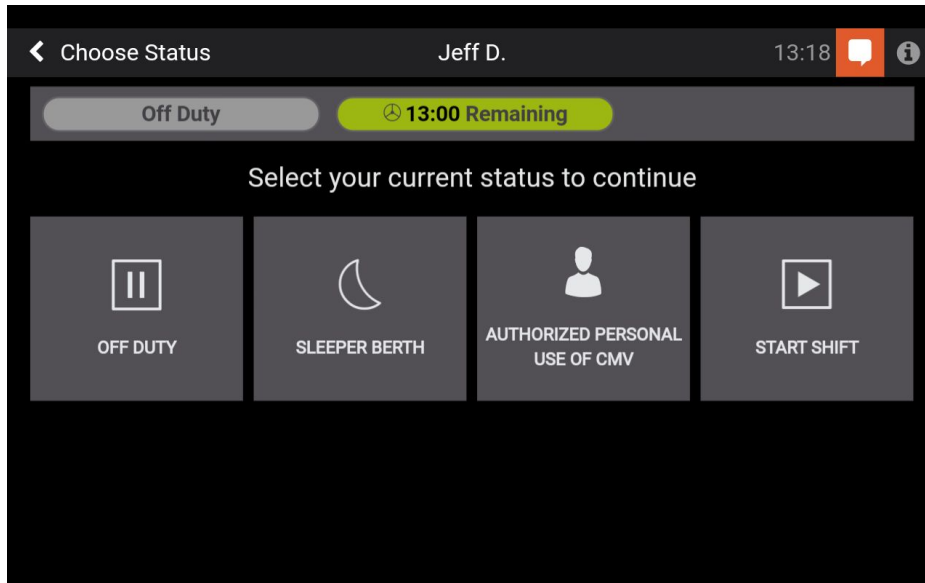 Choose Status
Jeff D.
13:18
Off Duty
13:00 Remaining
Select your current status to continue
OFF DUTY
SLEEPER BERTH
AUTHORIZED PERSONAL
USE OF CMV
START SHIFT